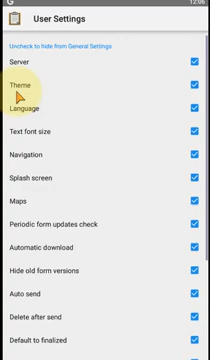 12:06
User Settings
Uncheck to hide from General Settings
Server
Theme
Language
Text font size
Navigation
Splash screen
Maps
Periodic form updates check
Automatic download
Hide old form versions
Auto send
Delete after send
Default to finalized